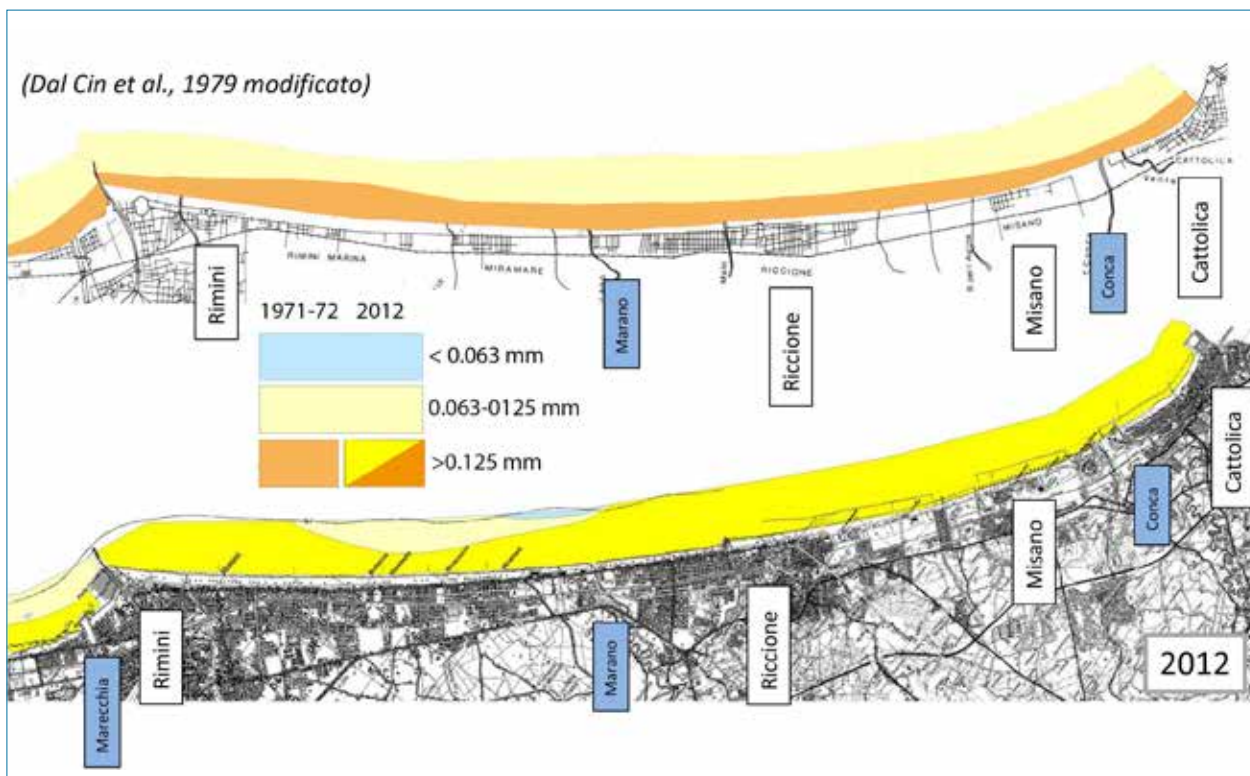 (Dal Cin et al., 1979 modificato)
CATTOLICA
MISANO
RIMINI MARINA
MIRAMARE
RICCIONE
Rimini
Marano
Riccione
Misano
Conca
Cattolica
1971-72 2012
< 0.063 mm
0.063-0125 mm
>0.125 mm
Marecchia
Rimini
Marano
Riccione
Misano
Conca
Cattolica
2012